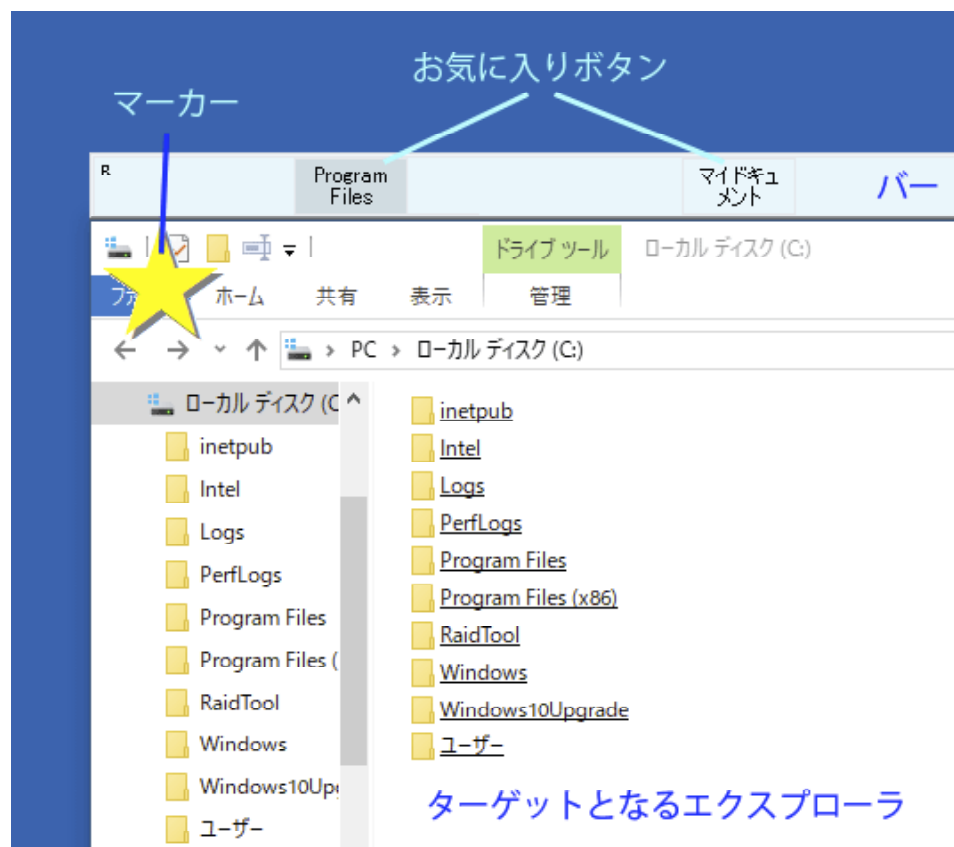 お気に入りボタン
マーカー
R
Program
Files
マイドキュ
メント
バー
ドライブ ツール
ローカル ディスク (C:)
ファ
ホーム
共有
表示
管理
PC
ローカル ディスク (C:)
ローカル ディスク (C
inetpub
Intel
Logs
PerfLogs
Program Files
Program Files (
RaidTool
Windows
Windows10Up
ユーザー
inetpub
Intel
Logs
PerfLogs
Program Files
Program Files (x86)
RaidTool
Windows
Windows10Upgrade
ユーザー
ターゲットとなるエクスプローラ